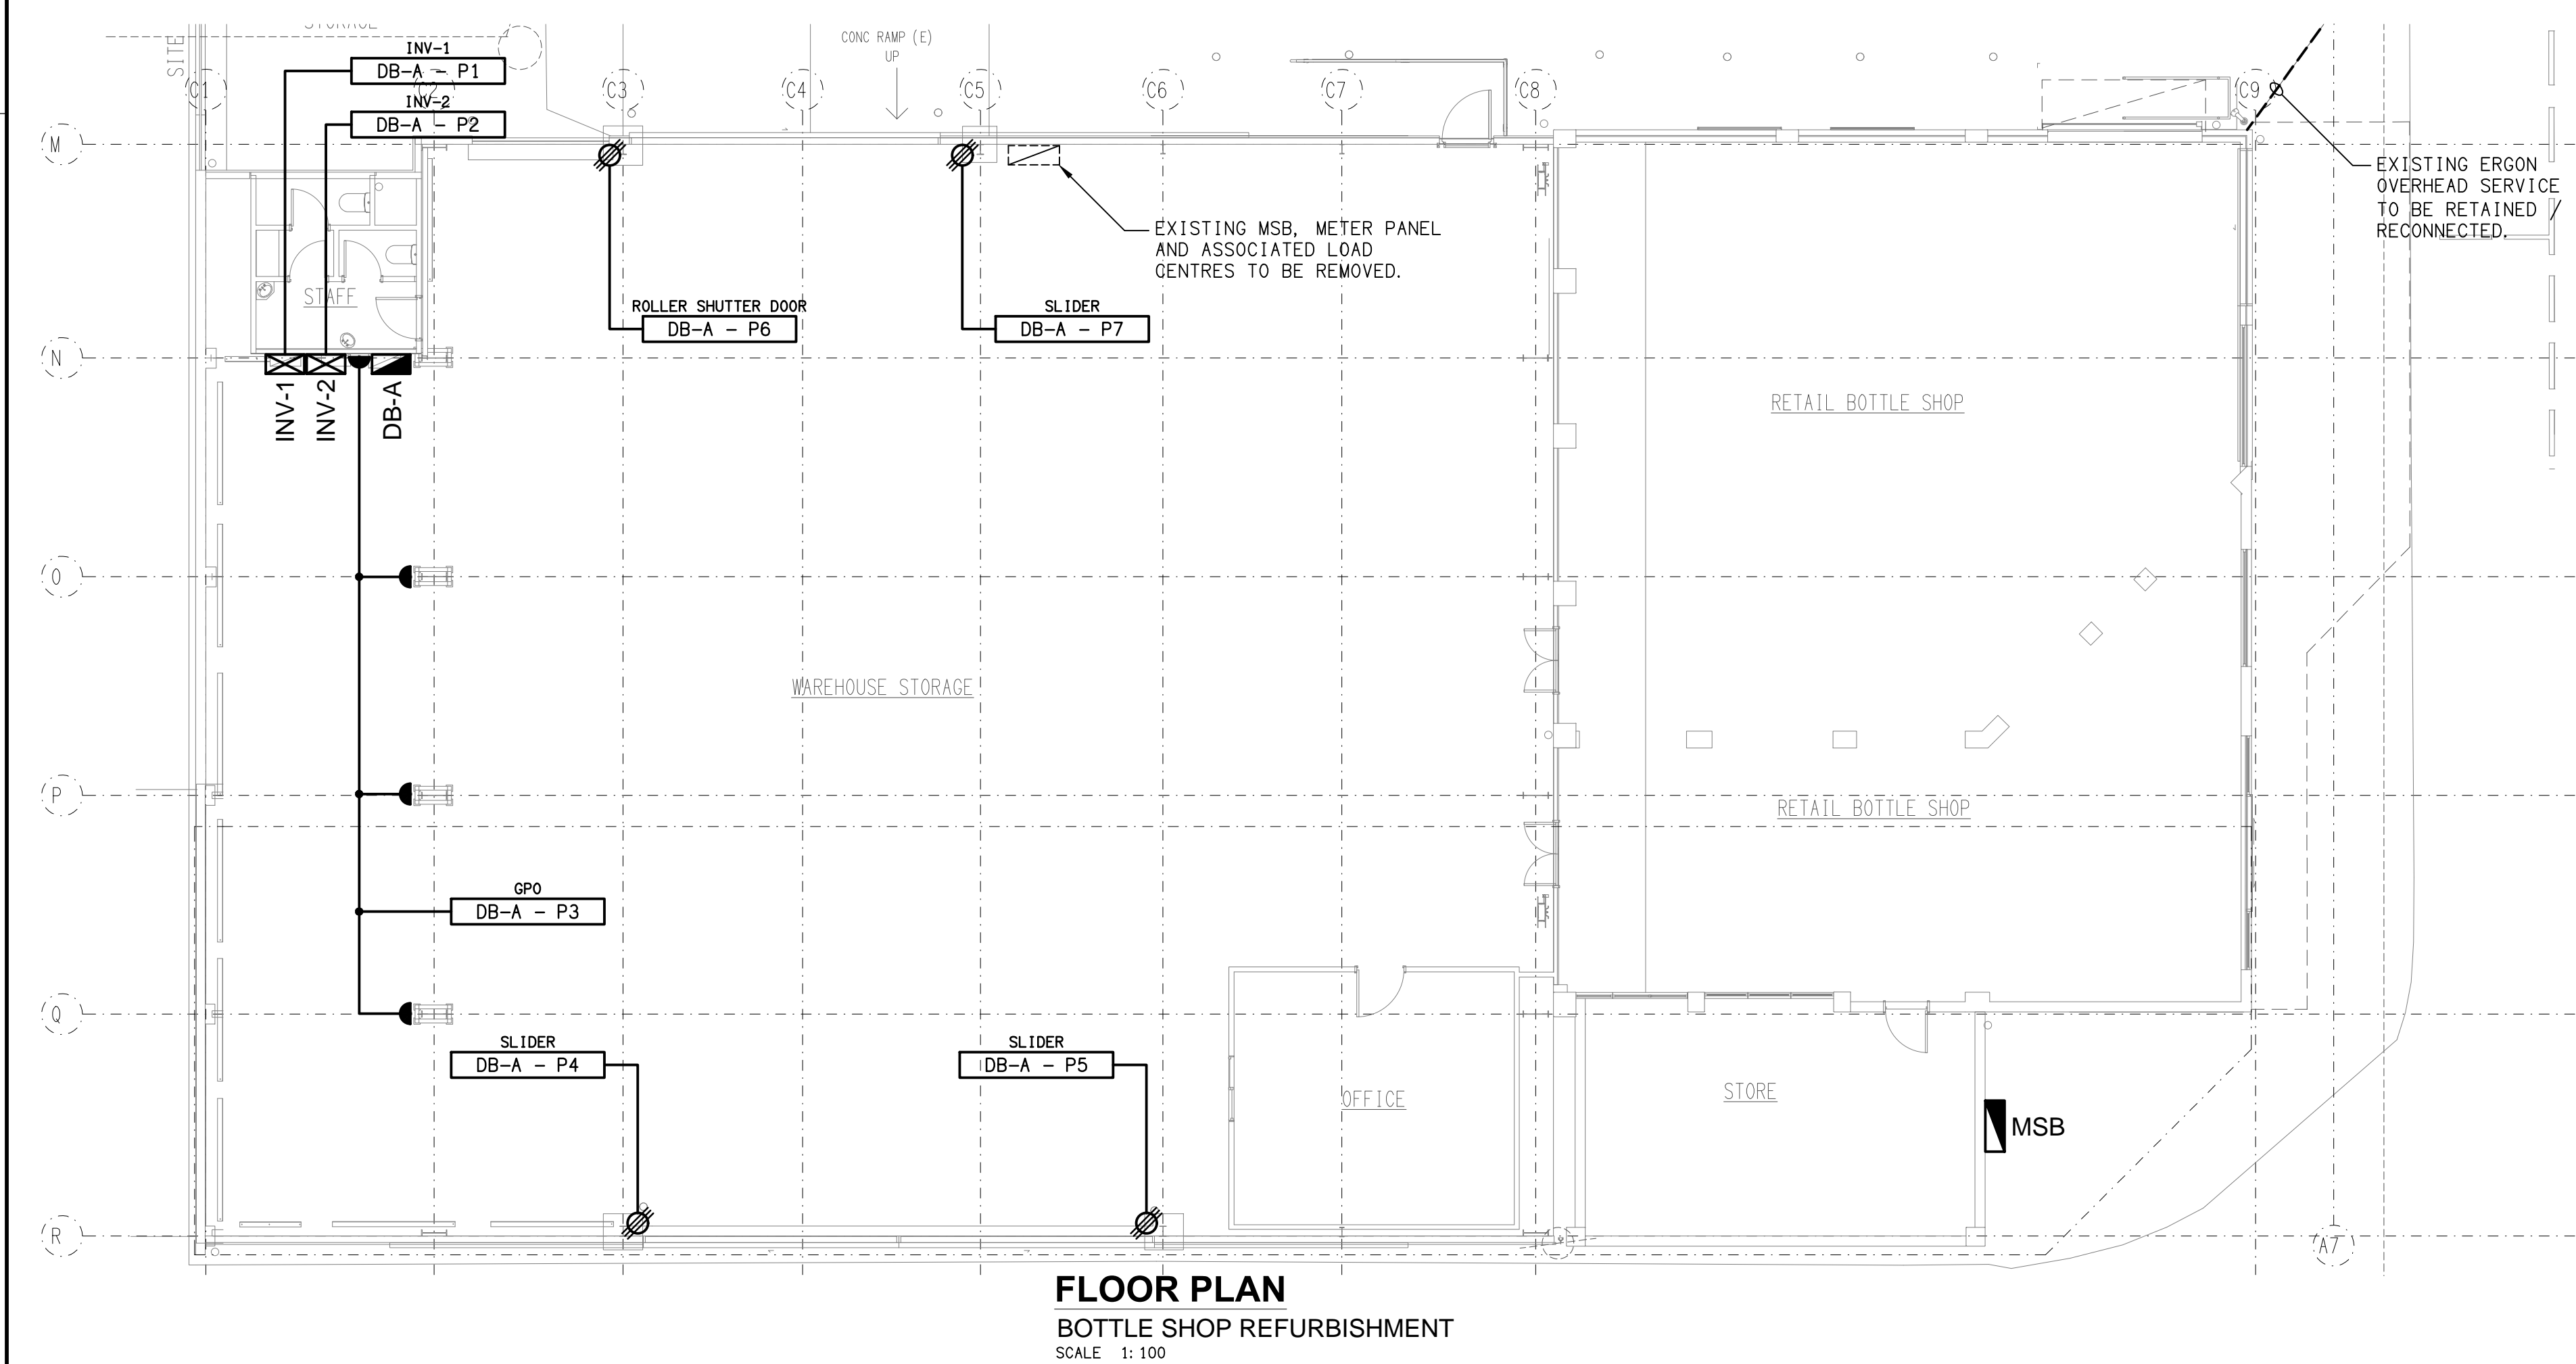 STORAGE
SITE
INV-1
DB-A - P1
INV-2
DB-A - P2
CONC RAMP (E)
UP
C1
C2
C3
C4
C5
C6
C7
C8
C9
M
EXISTING ERGON
OVERHEAD SERVICE
TO BE RETAINED /
RECONNECTED.
EXISTING MSB, METER PANEL
AND ASSOCIATED LOAD
CENTRES TO BE REMOVED.
STAFF
ROLLER SHUTTER DOOR
DB-A - P6
SLIDER
DB-A - P7
N
INV-1
INV-2
DB-A
RETAIL BOTTLE SHOP
O
WAREHOUSE STORAGE
P
RETAIL BOTTLE SHOP
GPO
DB-A - P3
Q
SLIDER
DB-A - P4
SLIDER
DB-A - P5
OFFICE
STORE
MSB
R
A7
FLOOR PLAN
BOTTLE SHOP REFURBISHMENT
SCALE 1:100